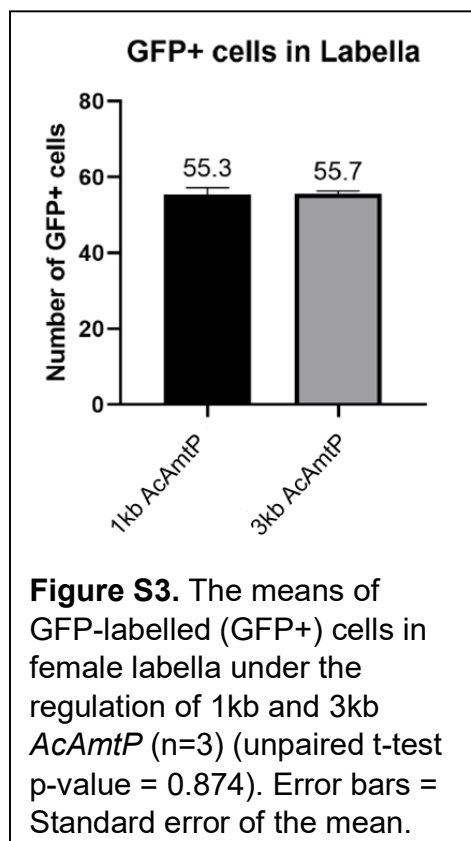 GFP+ cells in Labella
Number of GFP+ cells
80
60
40
20
0
55.3
55.7
1kb AcAmtP
3kb AcAmtP
Figure S3. The means of
GFP-labelled (GFP+) cells in
female labella under the
regulation of 1kb and 3kb
AcAmtP (n=3) (unpaired t-test
p-value = 0.874). Error bars =
Standard error of the mean.